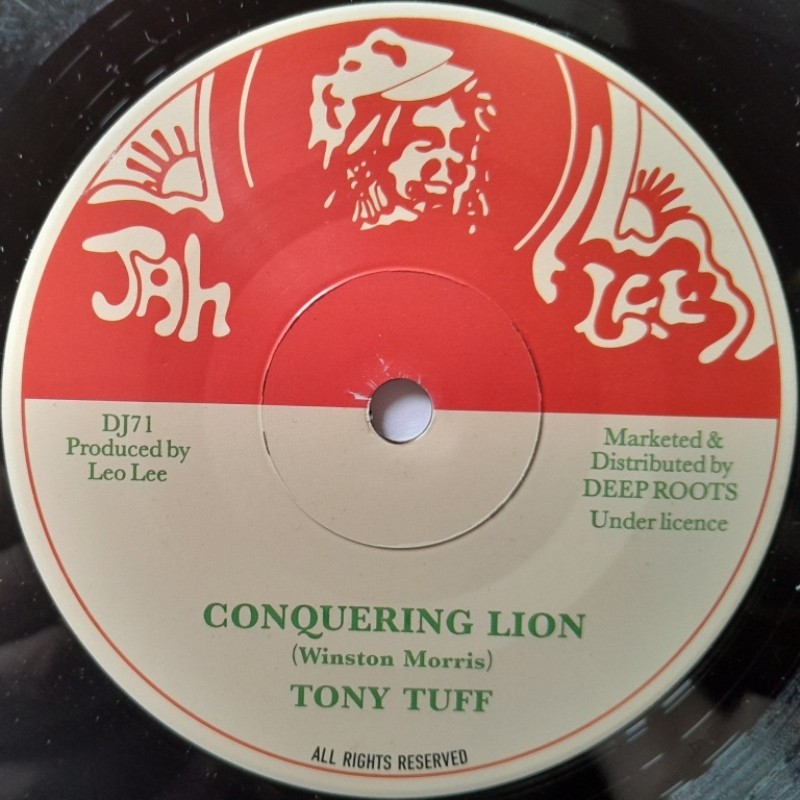 JAh
Lee
DJ71
Produced by
Leo Lee
Marketed &
Distributed by
DEEP ROOTS
Under licence
CONQUERING LION
(Winston Morris)
TONY TUFF
ALL RIGHTS RESERVED